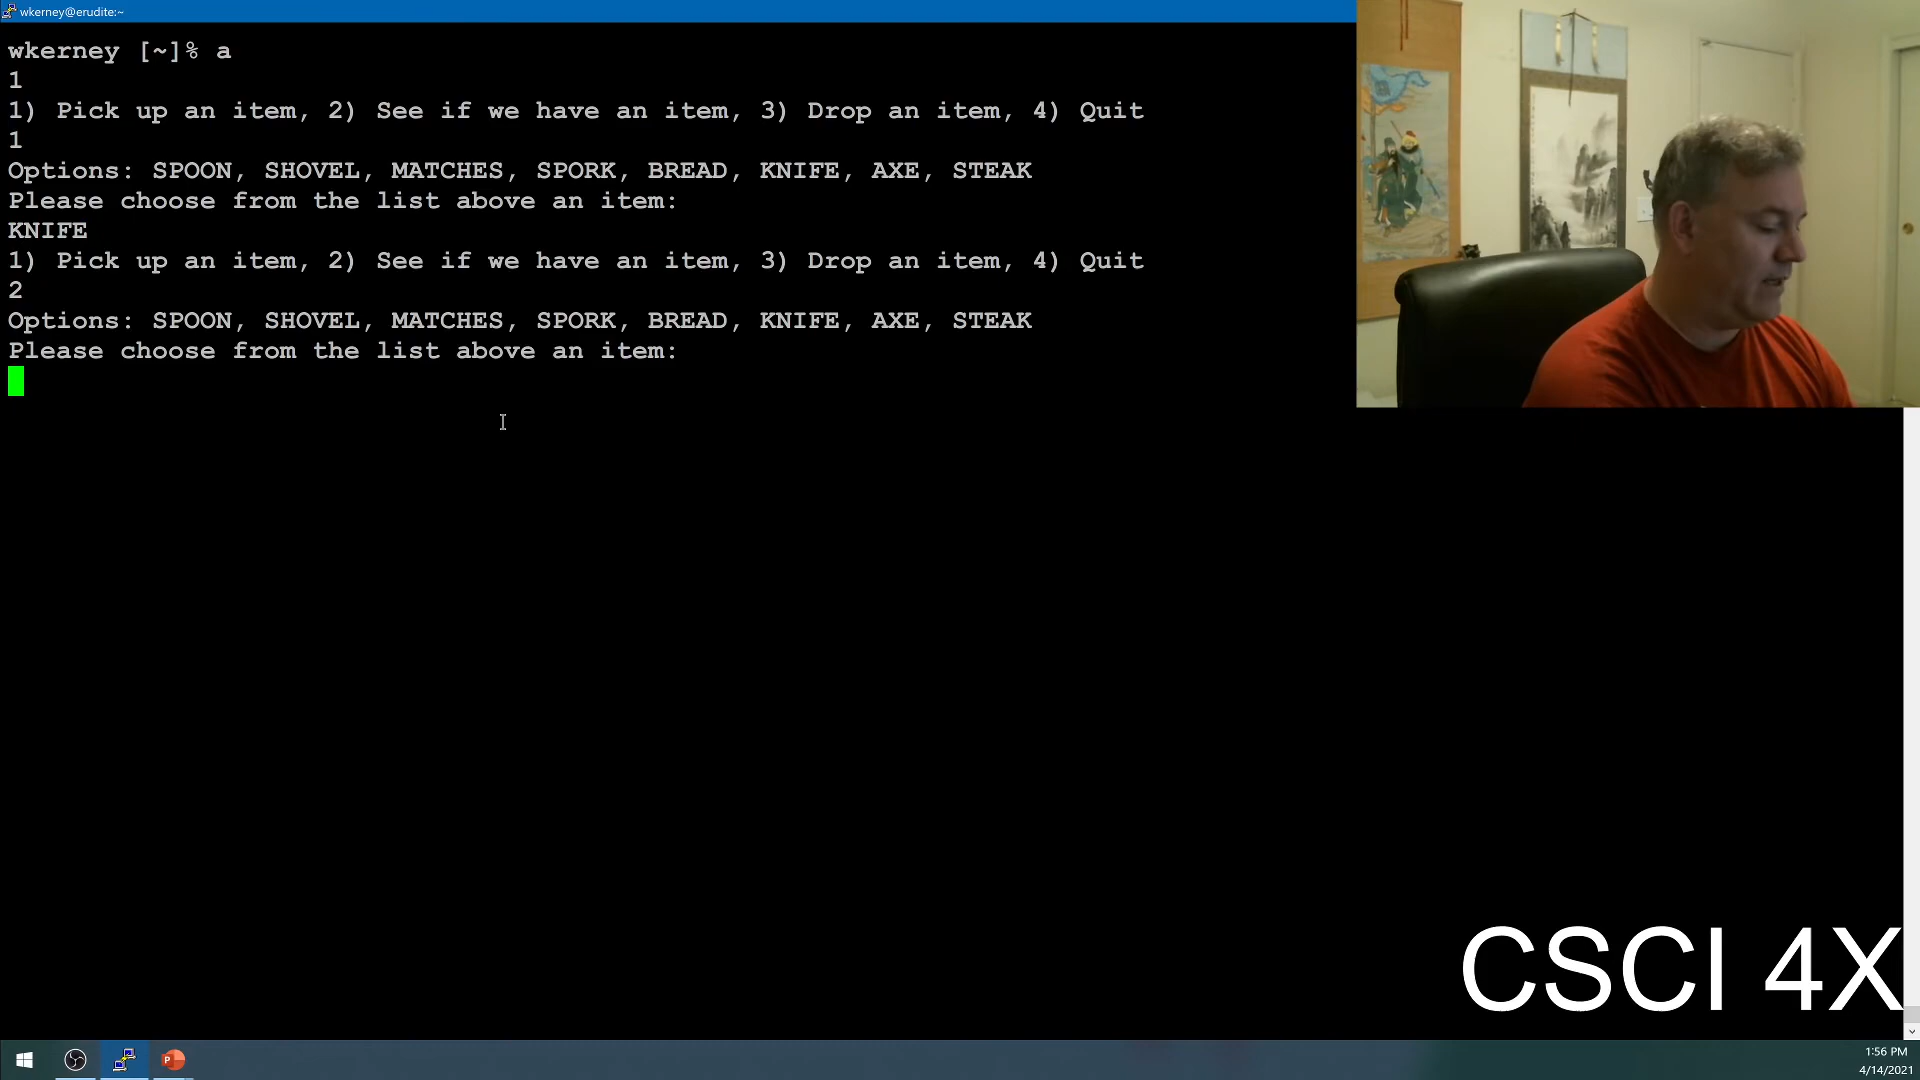 wkerney@erudite:~
wkerney [~]% a
1
1) Pick up an item, 2) See if we have an item, 3) Drop an item, 4) Quit
1
Options: SPOON, SHOVEL, MATCHES, SPORK, BREAD, KNIFE, AXE, STEAK
Please choose from the list above an item:
KNIFE
1) Pick up an item, 2) See if we have an item, 3) Drop an item, 4) Quit
2
Options: SPOON, SHOVEL, MATCHES, SPORK, BREAD, KNIFE, AXE, STEAK
Please choose from the list above an item:
CSCI 4X
1:56 PM
4/14/2021